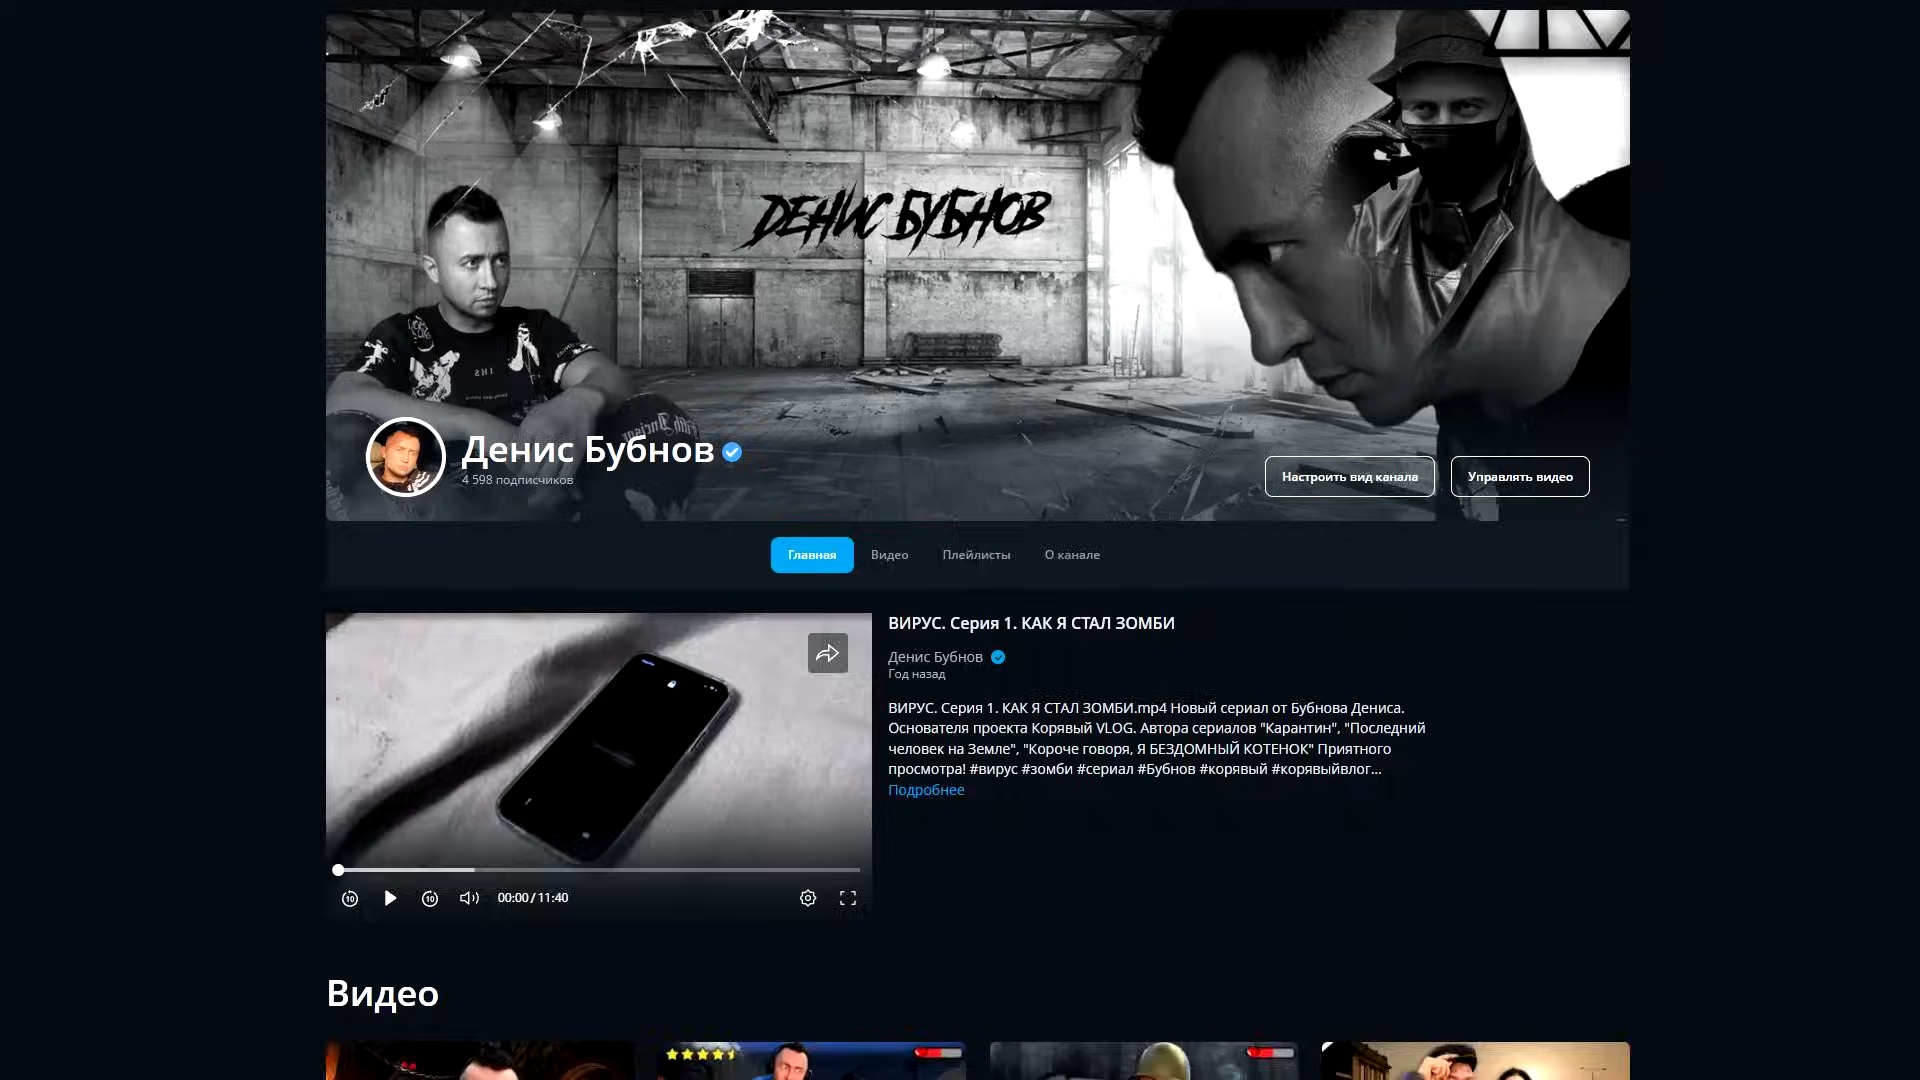 ДЕНИС БУБНОВ
Денис Бубнов
4 598 подписчиков
Настроить вид канала
Управлять видео
Главная
Видео
Плейлисты
О канале
ВИРУС. Серия 1. КАК Я СТАЛ ЗОМБИ
Денис Бубнов
Год назад
ВИРУС. Серия 1. КАК Я СТАЛ ЗОМБИ.mp4 Новый сериал от Бубнова Дениса.
Основателя проекта Корявый VLOG. Автора сериалов "Карантин", "Последний
человек на Земле", "Короче говоря, Я БЕЗДОМНЫЙ КОТЕНОК" Приятного
просмотра! #вирус #зомби #сериал #Бубнов #корявый #корявыйвлог...
Подробнее
10
10
00:00 / 11:40
Видео